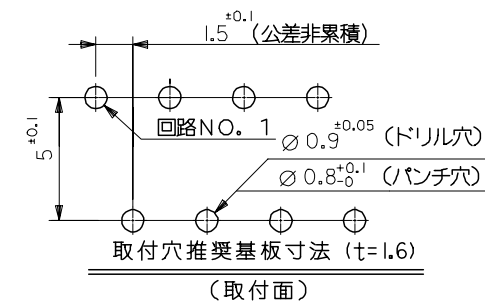 1.5±0.1 (公差非累積)
5±0.1
回路NO. 1
∅0.9±0.05 (ドリル穴)
∅0.8+0.1-0 (パンチ穴)
取付穴推奨基板寸法 (t=1.6)
(取付面)